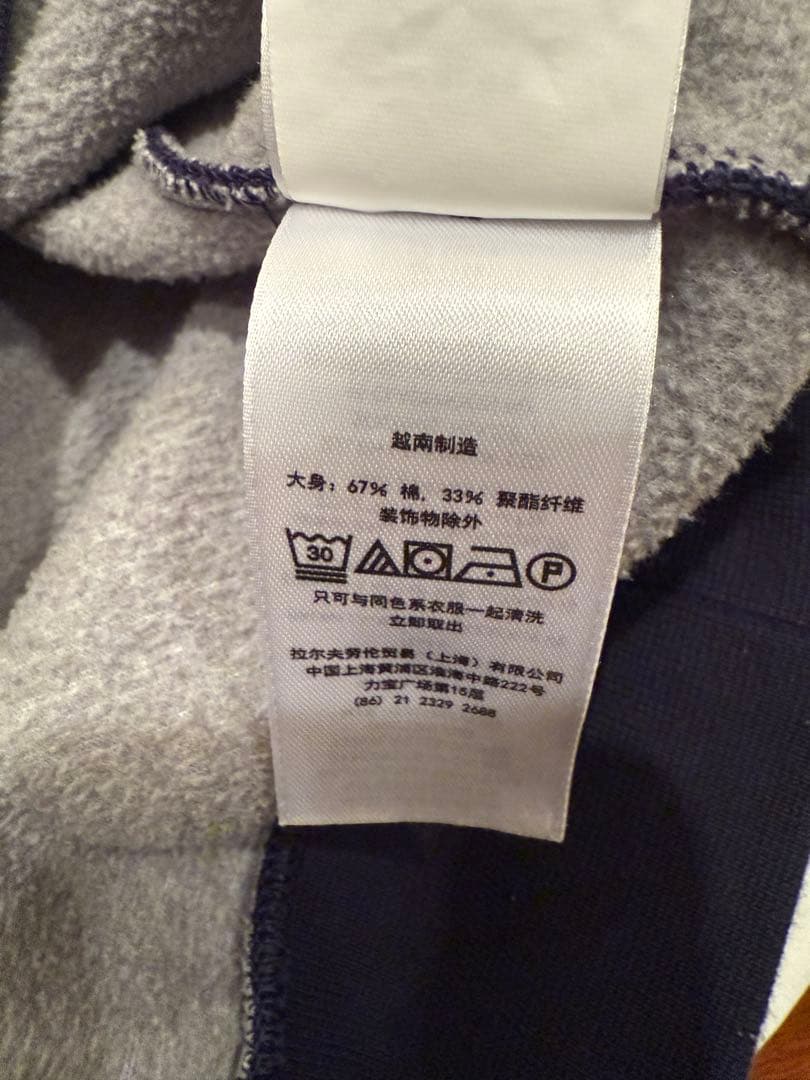 越南制造
大身: 67% 棉, 33% 聚酯纤维
装饰物除外
30 P
只可与同色系衣服一起清洗
立即取出
拉尔夫劳伦贸易 (上海) 有限公司
中国上海黄浦区淮海中路222号
力宝广场第15层
(86) 21 2329 2688